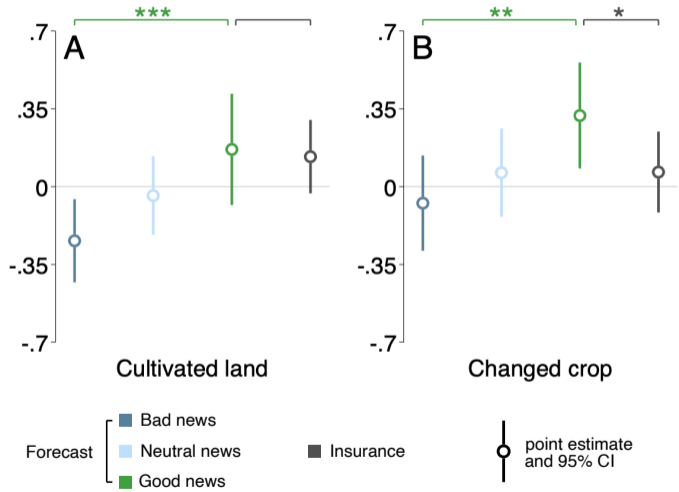 *** ** *
.7 A .7 B
.35 .35
0 0
-.35 -.35
-.7 -.7
Cultivated land Changed crop
Bad news
Forecast Neutral news Insurance point estimate
and 95% CI
Good news